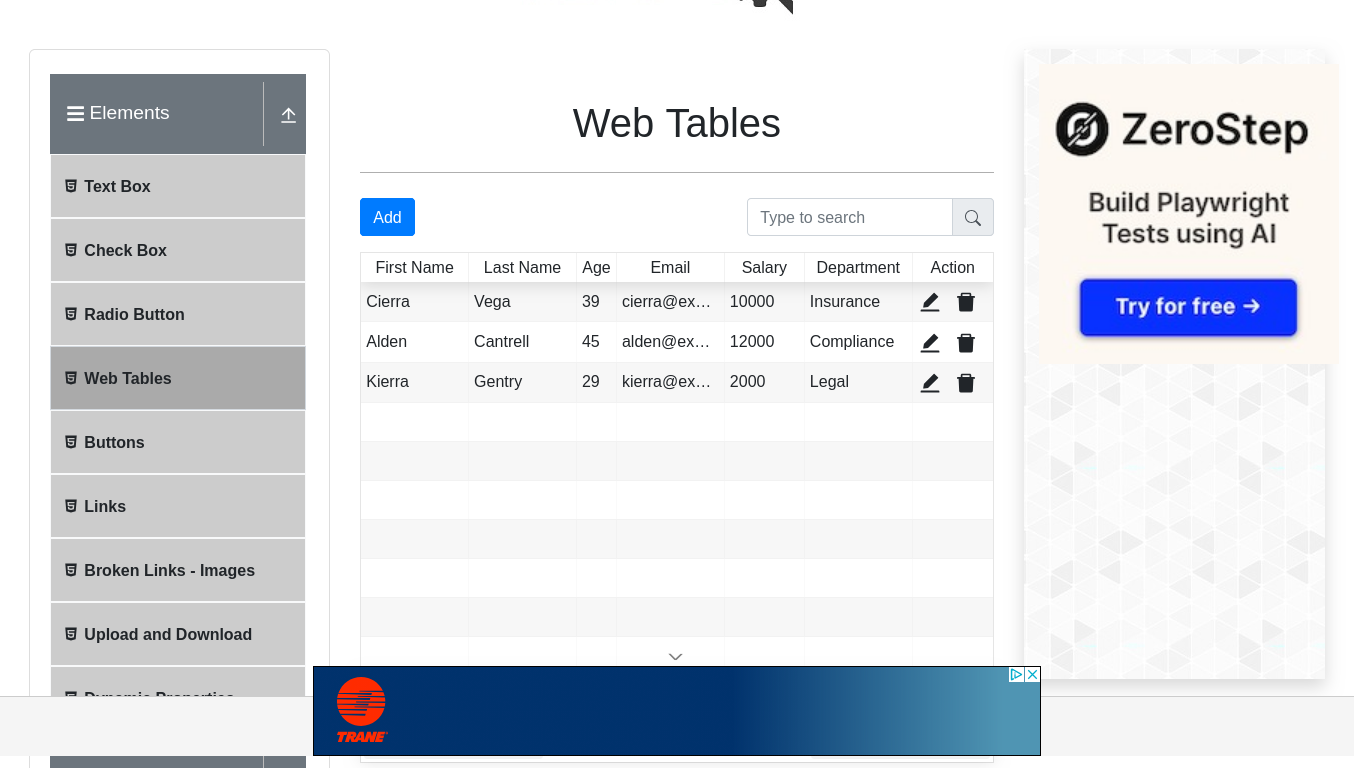 Elements
Text Box
Check Box
Radio Button
Web Tables
Buttons
Links
Broken Links - Images
Upload and Download
Web Tables
Add
Type to search
First Name Last Name Age Email Salary Department Action
Cierra Vega 39 cierra@ex... 10000 Insurance
Alden Cantrell 45 alden@ex... 12000 Compliance
Kierra Gentry 29 kierra@ex... 2000 Legal
ZeroStep
Build Playwright
Tests using AI
Try for free →
TRANE